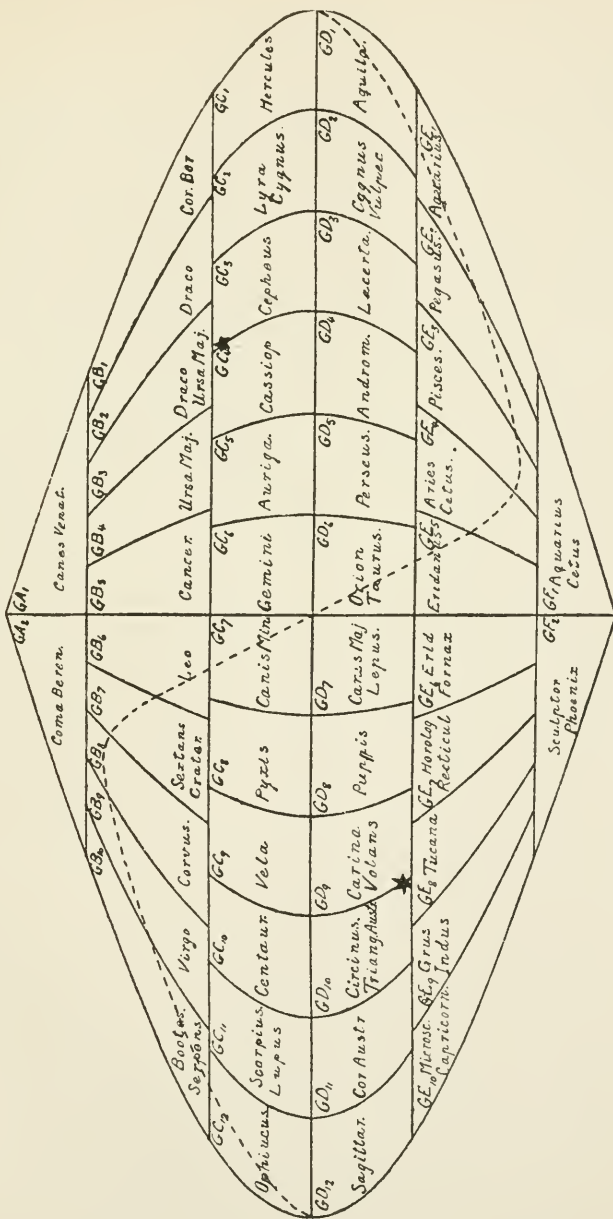 GA₂ GA₁
Coma Beren. Canes Venat.
GB₁₀ GB₉ GB₈ GB₇ GB₆ GB₅ GB₄ GB₃ GB₂ GB₁
Bootes Serpens
Virgo
Corvus.
Sextans Crater.
Leo
Cancer.
Ursa Maj.
Draco Ursa Maj.
Draco
Cor. Bor
GC₁₂ GC₁₁ GC₁₀ GC₉ GC₈ GC₇ GC₆ GC₅ GC₄ GC₃ GC₂ GC₁
Ophiucus
Scorpius. Lupus
Centaur.
Vela
Pyxis
Canis Min.
Gemini
Auriga.
Cassiop
Cephous
Lyra Cygnus.
Hercules
GD₁₂ GD₁₁ GD₁₀ GD₉ GD₈ GD₇ GD₆ GD₅ GD₄ GD₃ GD₂ GD₁
Sagittar.
Cor Austr
Circinus. Triang Austr
Carina Volans
Puppis
Canis Maj Lepus.
Orion Taurus.
Perseus.
Androm.
Lacerta.
Cygnus Vulpec
Aquila.
GE₁₀ GE₉ GE₈ GE₇ GE₆ GE₅ GE₄ GE₃ GE₂ GE₁
Microsc. Capricorn.
Grus Indus
Tucana
Horolog Recticul
Erid Fornax
Eridanus
Aries Cetus.
Pisces.
Pegasus.
Aquarius.
GF₂ GF₁
Sculptor Phoenix
Aquarius Cetus